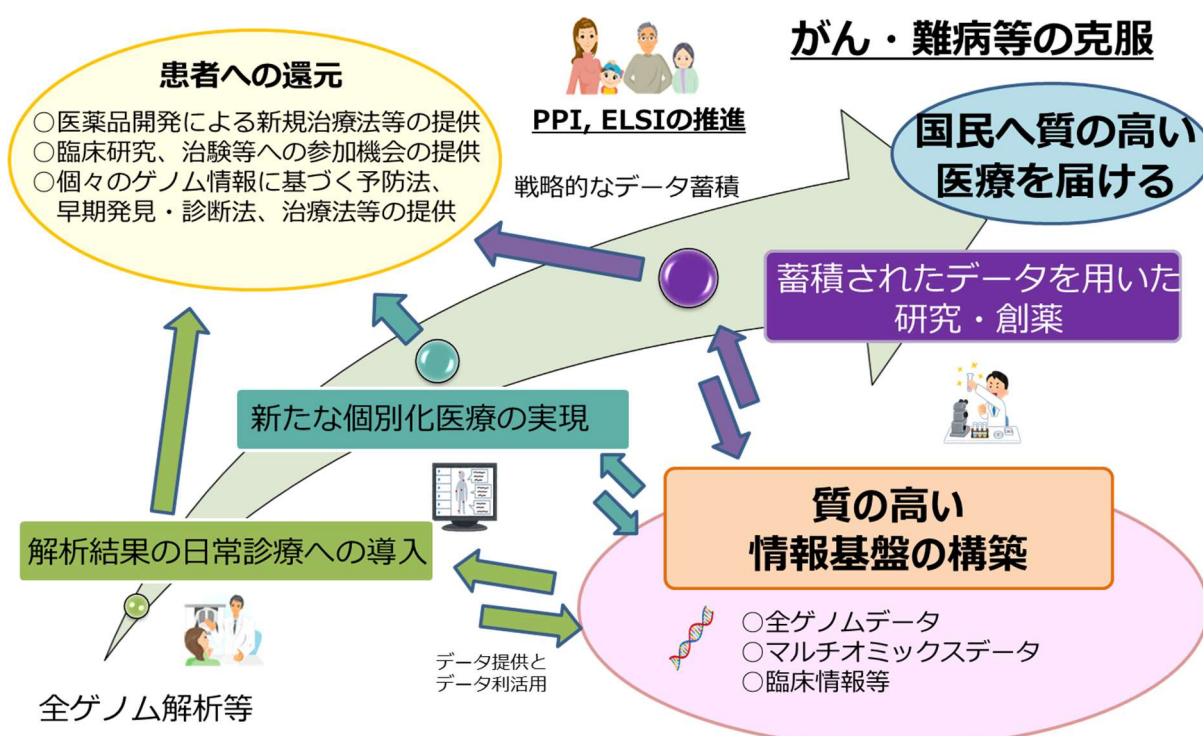 がん・難病等の克服
患者への還元
○医薬品開発による新規治療法等の提供
○臨床研究、治験等への参加機会の提供
○個々のゲノム情報に基づく予防法、
早期発見・診断法、治療法等の提供
PPI, ELSIの推進
戦略的なデータ蓄積
国民へ質の高い
医療を届ける
蓄積されたデータを用いた
研究・創薬
新たな個別化医療の実現
解析結果の日常診療への導入
質の高い
情報基盤の構築
○全ゲノムデータ
○マルチオミックスデータ
○臨床情報等
データ提供と
データ利活用
全ゲノム解析等